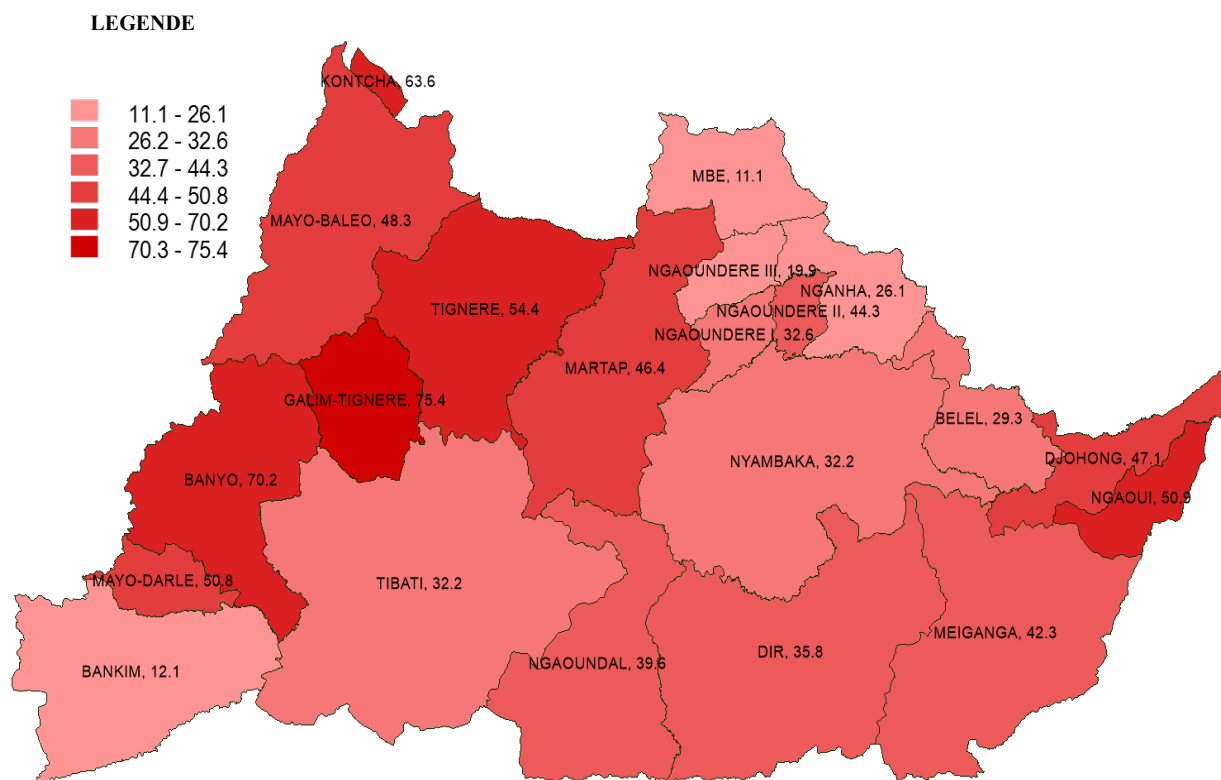 LEGENDE
11.1 - 26.1
26.2 - 32.6
32.7 - 44.3
44.4 - 50.8
50.9 - 70.2
70.3 - 75.4
KONTCHA, 63.6
MBE, 11.1
MAYO-BALEO, 48.3
NGAOUNDERE III, 19.9
NGANHA, 26.1
TIGNERE, 54.4
NGAOUNDERE II, 44.3
NGAOUNDERE I, 32.6
MARTAP, 46.4
GALIM-TIGNERE, 75.4
BELEL, 29.3
DJOHONG, 47.1
NYAMBAKA, 32.2
NGAOUI, 50.9
BANYO, 70.2
MAYO-DARLE, 50.8
TIBATI, 32.2
MEIGANGA, 42.3
DIR, 35.8
NGAOUNDAL, 39.6
BANKIM, 12.1